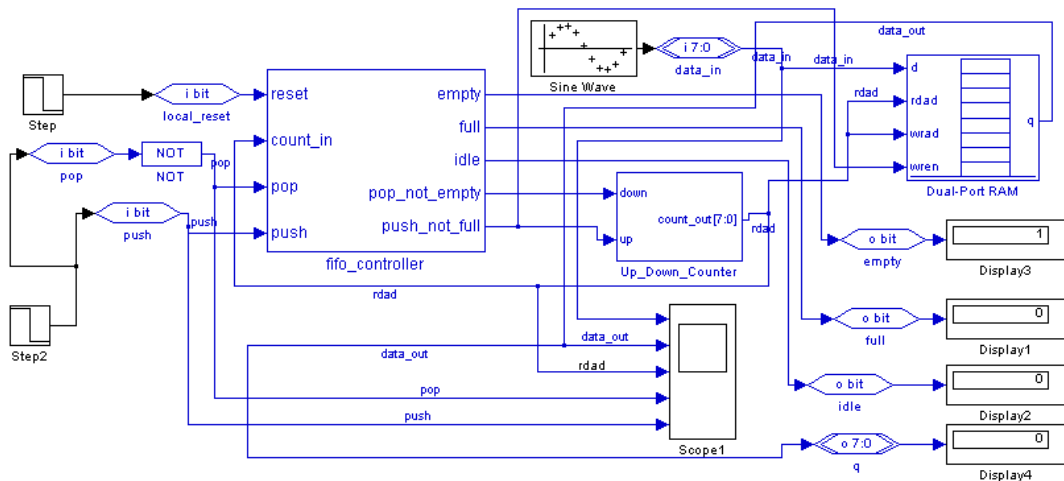 data_out
i 7:0
data_in
data_in
data_in
d
Sine Wave
rdad
rdad
q
wrad
wren
Dual-Port RAM
Step
i bit
local_reset
reset
empty
count_in
full
idle
i bit
pop
NOT
NOT
pop
pop
pop_not_empty
down
count_out[7:0]
rdad
i bit
push
push
push
push_not_full
up
fifo_controller
Up_Down_Counter
o bit
empty
1
Display3
rdad
Step2
data_out
data_out
rdad
o bit
full
0
Display1
pop
o bit
idle
0
Display2
push
Scope1
o 7:0
q
0
Display4